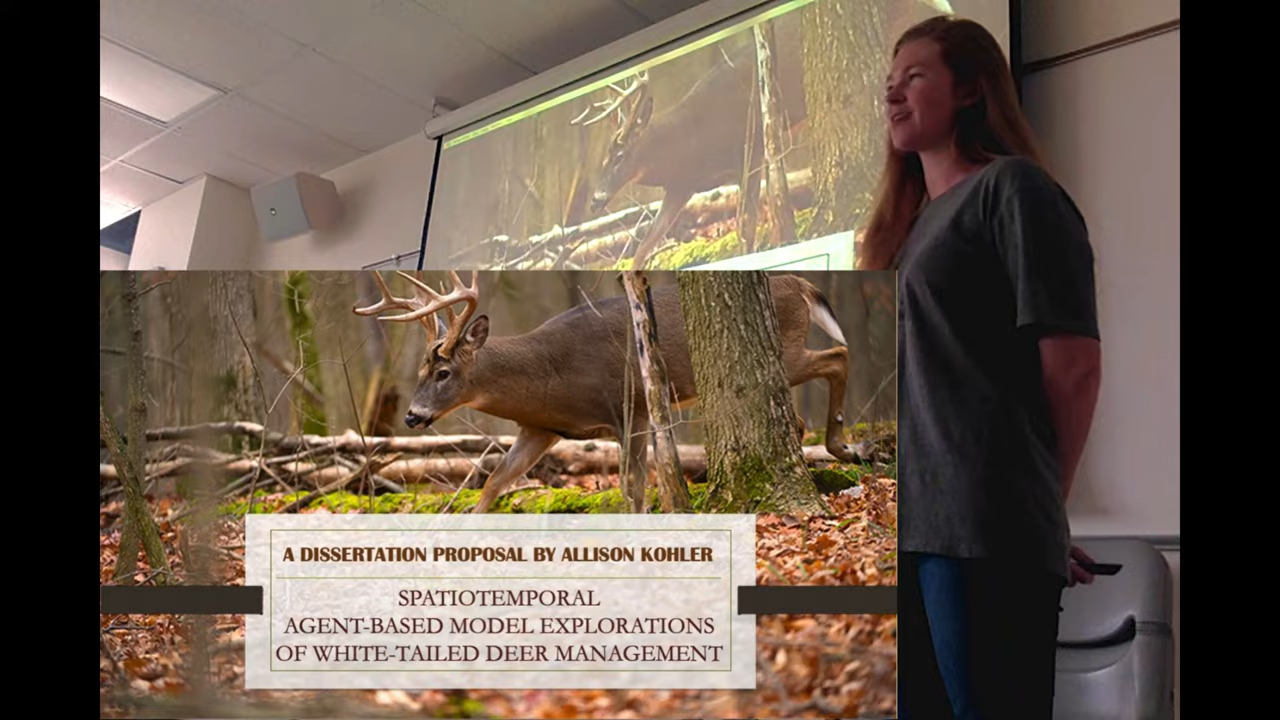 A DISSERTATION PROPOSAL BY ALLISON KOHLER
SPATIOTEMPORAL
AGENT-BASED MODEL EXPLORATIONS
OF WHITE-TAILED DEER MANAGEMENT